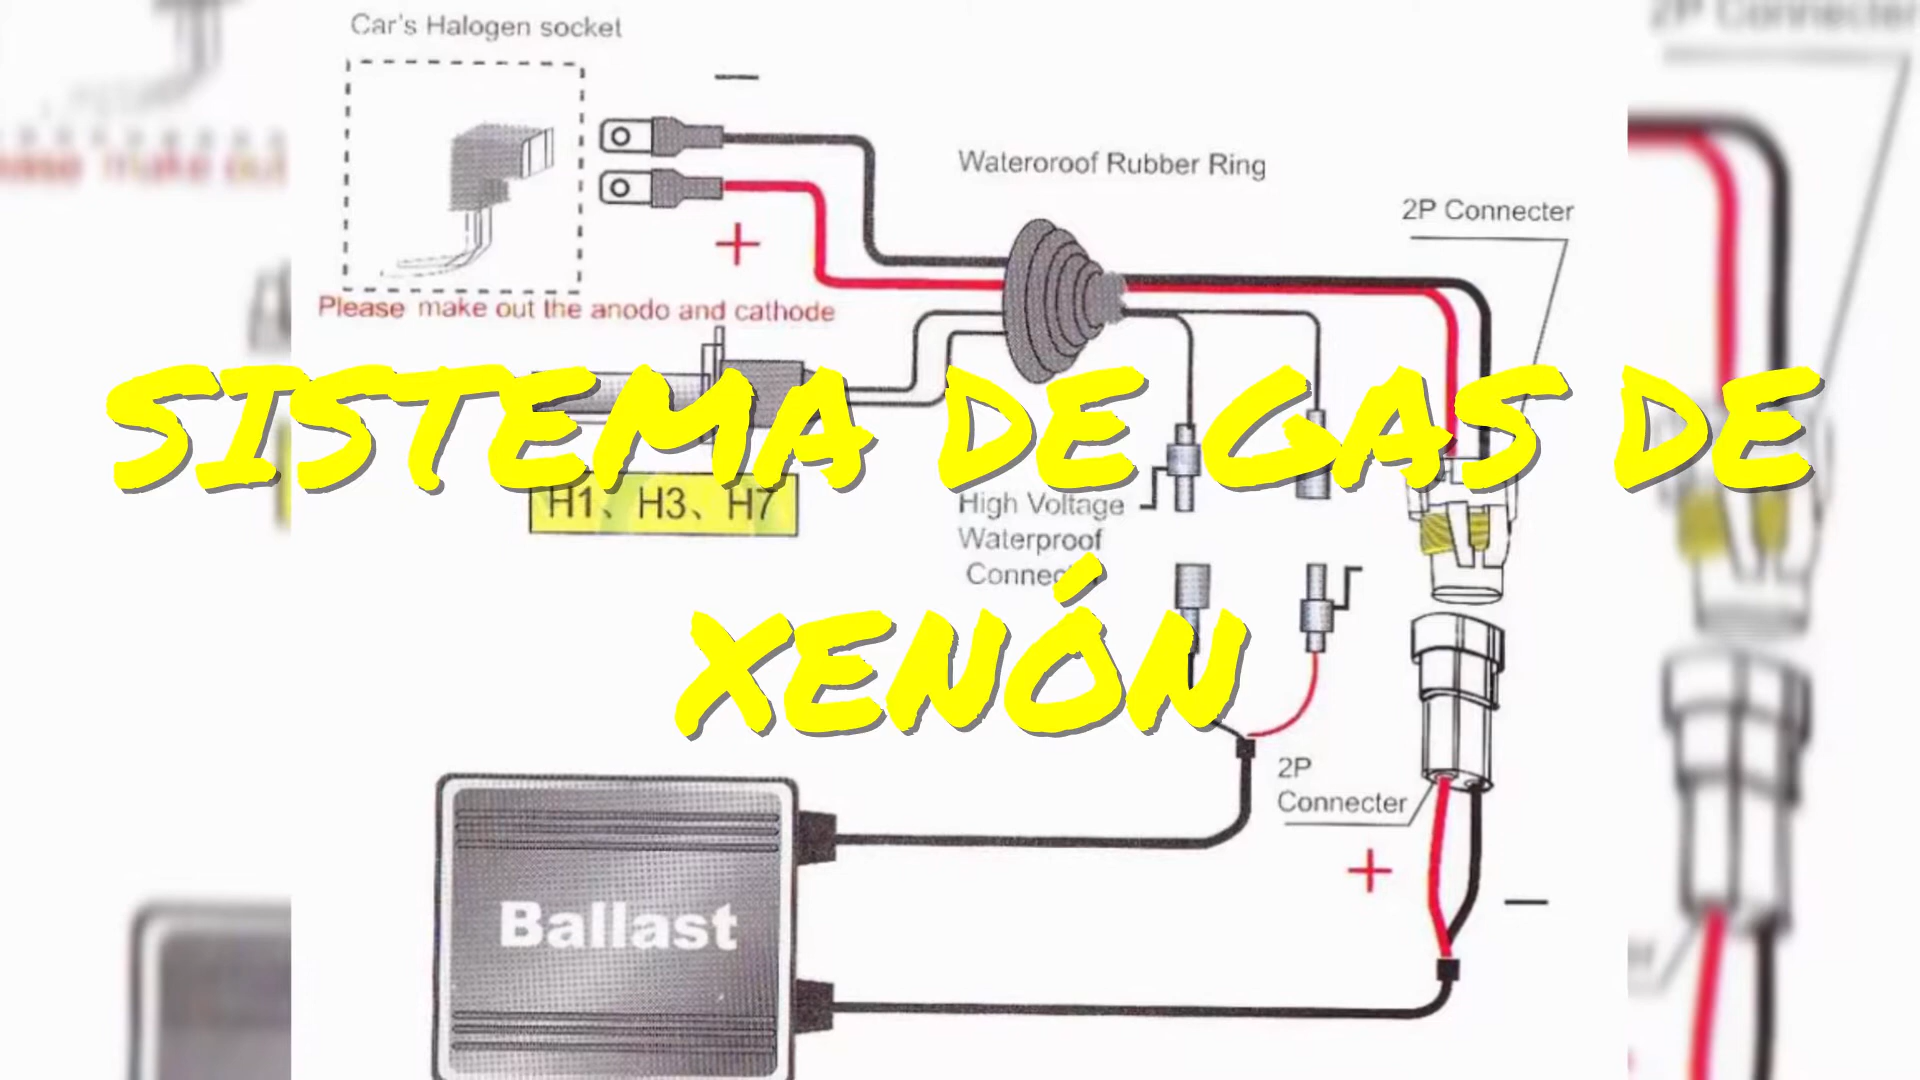 Car's Halogen socket
—
Wateroroof Rubber Ring
2P Connecter
+
Please make out the anodo and cathode
SISTEMA DE GAS DE
XENÓN
H1、H3、H7
High Voltage
Waterproof
2P
Connecter
+
—
Ballast